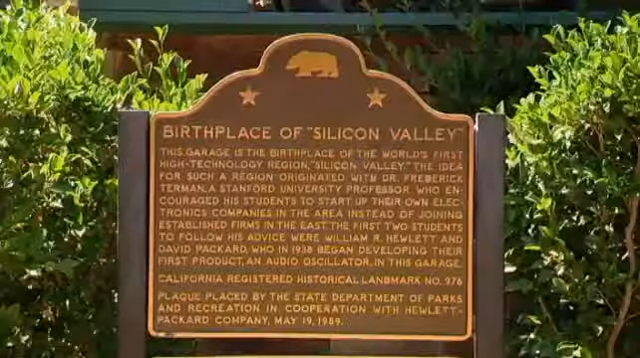 BIRTHPLACE OF "SILICON VALLEY"
THIS GARAGE IS THE BIRTHPLACE OF THE WORLD'S FIRST
HIGH-TECHNOLOGY REGION, "SILICON VALLEY." THE IDEA
FOR SUCH A REGION ORIGINATED WITH DR. FREDERICK
TERMAN, A STANFORD UNIVERSITY PROFESSOR WHO EN-
COURAGED HIS STUDENTS TO START UP THEIR OWN ELEC-
TRONICS COMPANIES IN THE AREA INSTEAD OF JOINING
ESTABLISHED FIRMS IN THE EAST. THE FIRST TWO STUDENTS
TO FOLLOW HIS ADVICE WERE WILLIAM R. HEWLETT AND
DAVID PACKARD, WHO IN 1938 BEGAN DEVELOPING THEIR
FIRST PRODUCT, AN AUDIO OSCILLATOR, IN THIS GARAGE.
CALIFORNIA REGISTERED HISTORICAL LANDMARK NO. 976
PLAQUE PLACED BY THE STATE DEPARTMENT OF PARKS
AND RECREATION IN COOPERATION WITH HEWLETT-
PACKARD COMPANY, MAY 19, 1989.